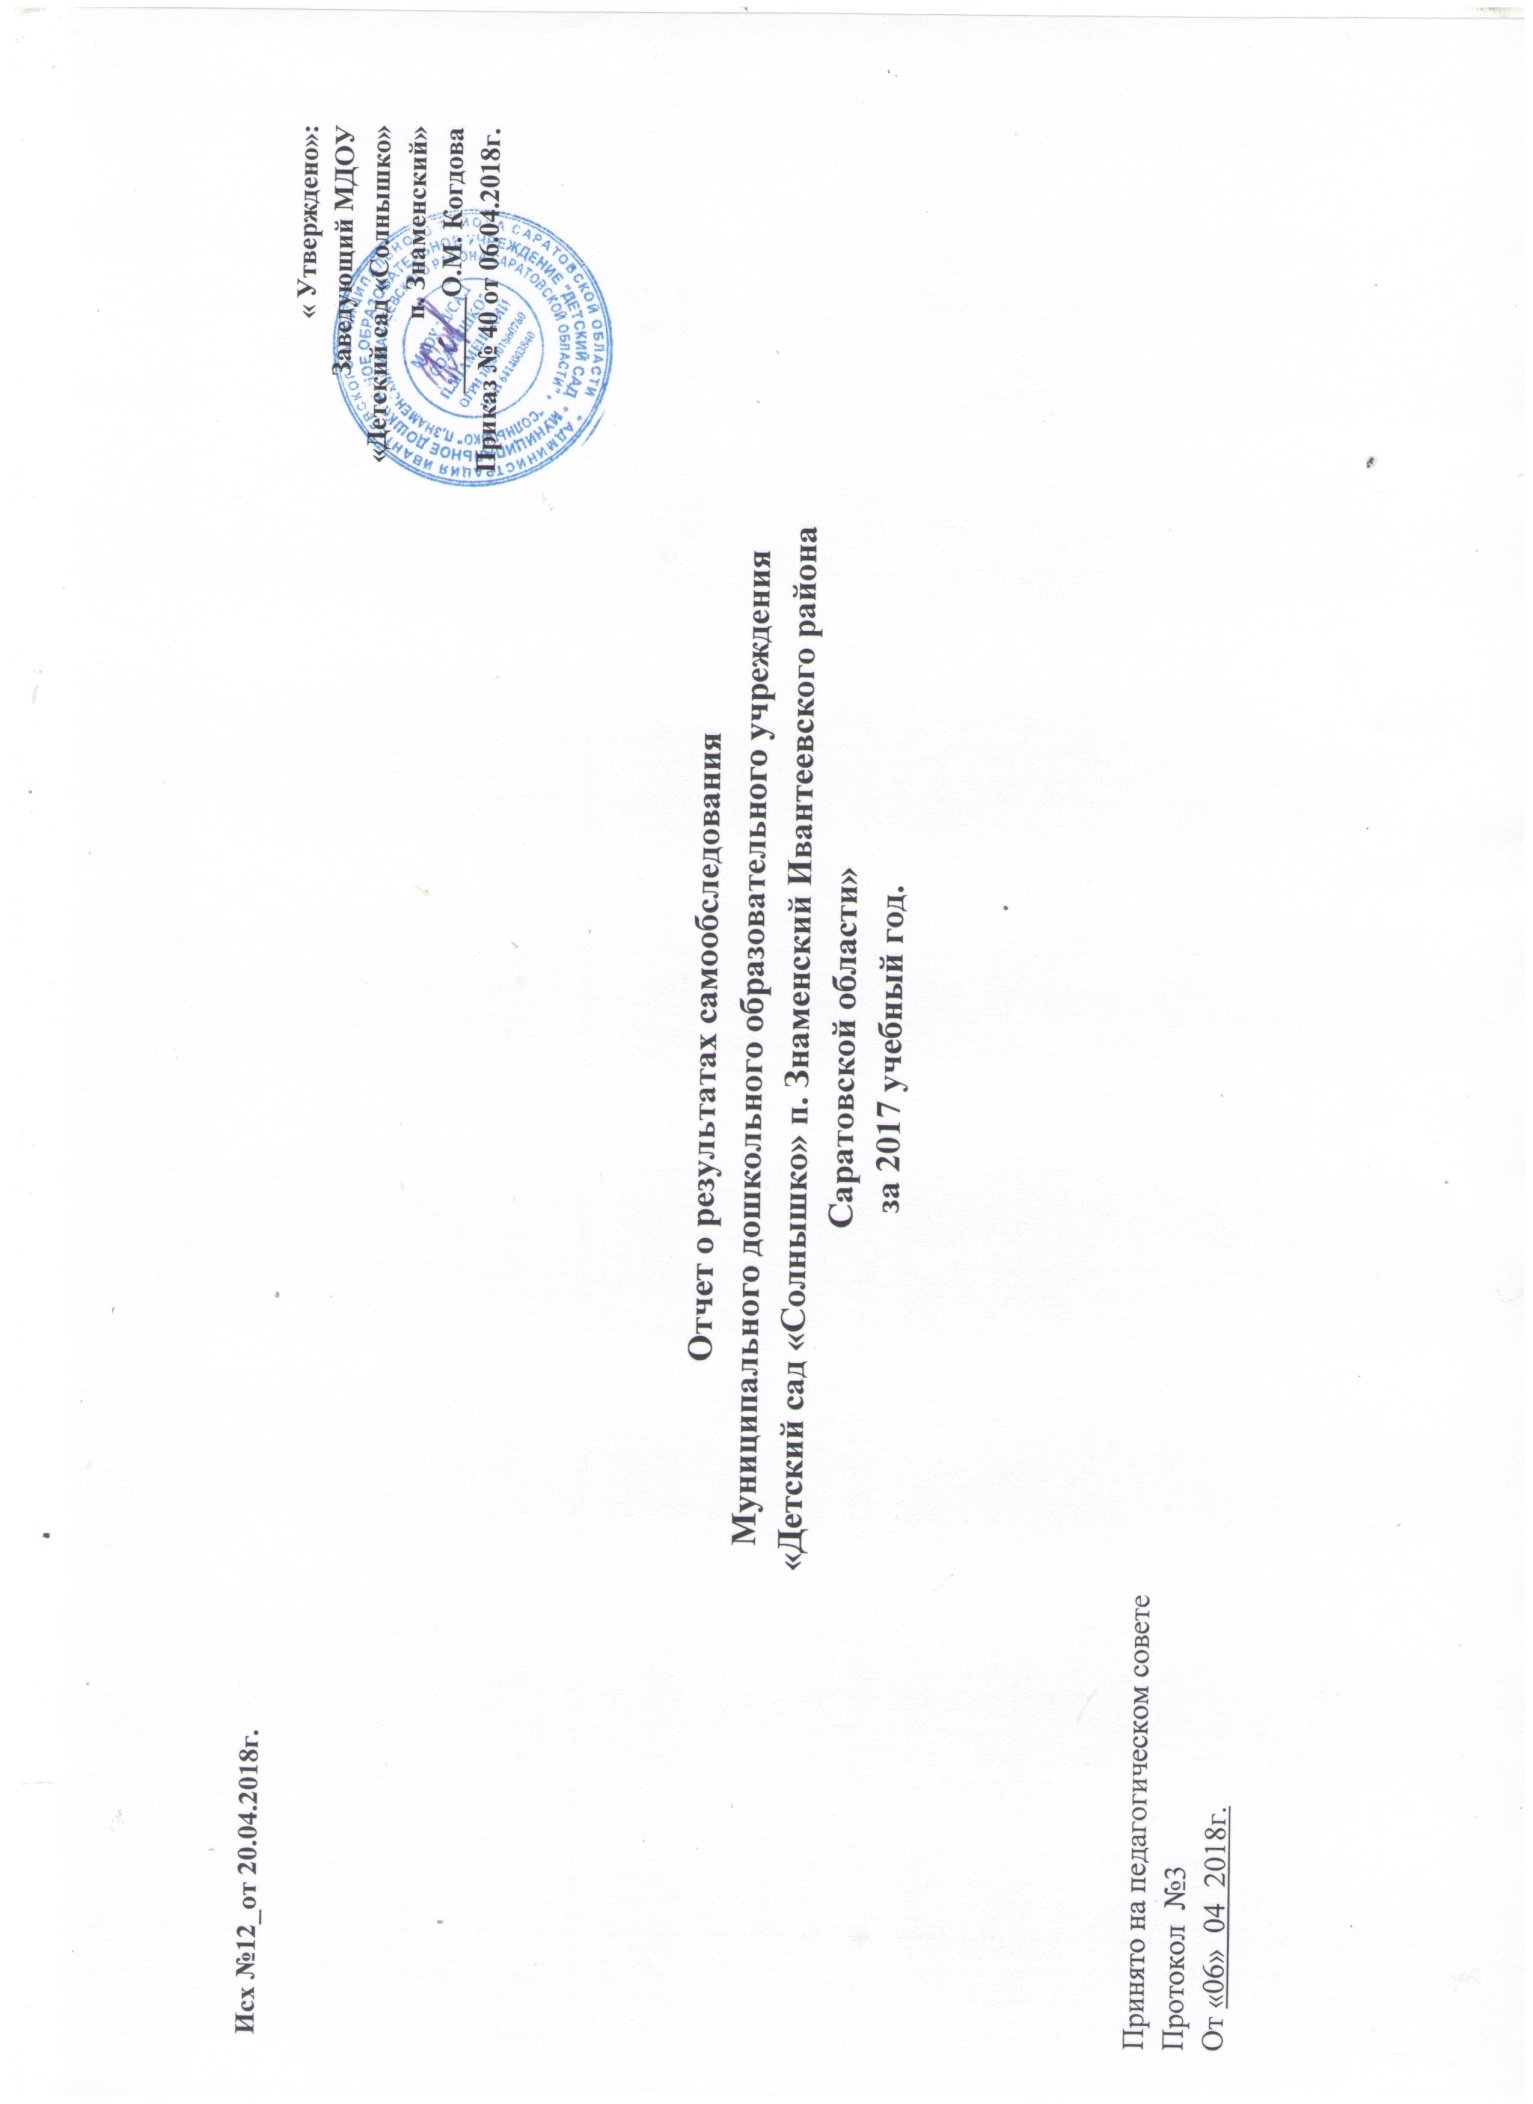 Исх №12_от 20.04.2018г.
« Утверждено»:
Заведующий МДОУ
«Детский сад «Солнышко»
п. Знаменский»
О.М. Когдова
Приказ № 40 от 06.04.2018г.
Отчет о результатах самообследования
Муниципального дошкольного образовательного учреждения
«Детский сад «Солнышко» п. Знаменский Ивантеевского района
Саратовской области»
за 2017 учебный год.
Принято на педагогическом совете
Протокол №3
От «06» 04 2018г.